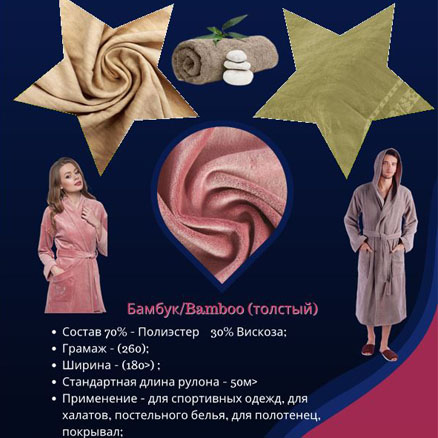 Бамбук/Bamboo (толстый)
• Состав 70% - Полиэстер 30% Вискоза;
• Грамаж - (260);
• Ширина - (180>) ;
• Стандартная длина рулона - 50м>
• Применение - для спортивных одежд, для
халатов, постельного белья, для полотенец,
покрывал;